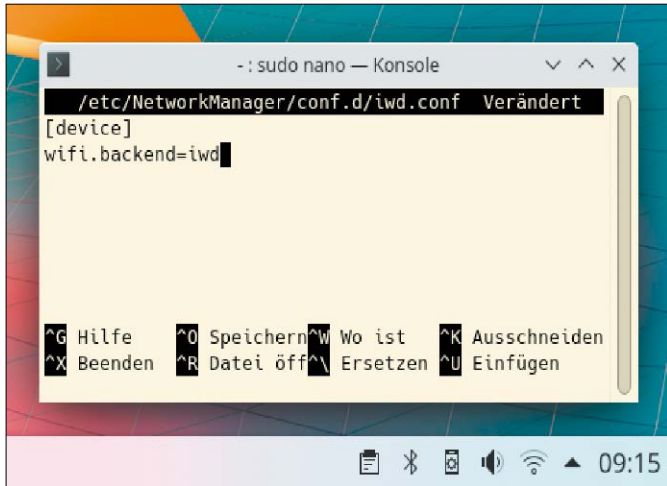 - : sudo nano — Konsole
/etc/NetworkManager/conf.d/iwd.conf Verändert
[device]
wifi.backend=iwd
^G Hilfe ^O Speichern ^W Wo ist ^K Ausschneiden
^X Beenden ^R Datei öff ^\ Ersetzen ^U Einfügen
09:15